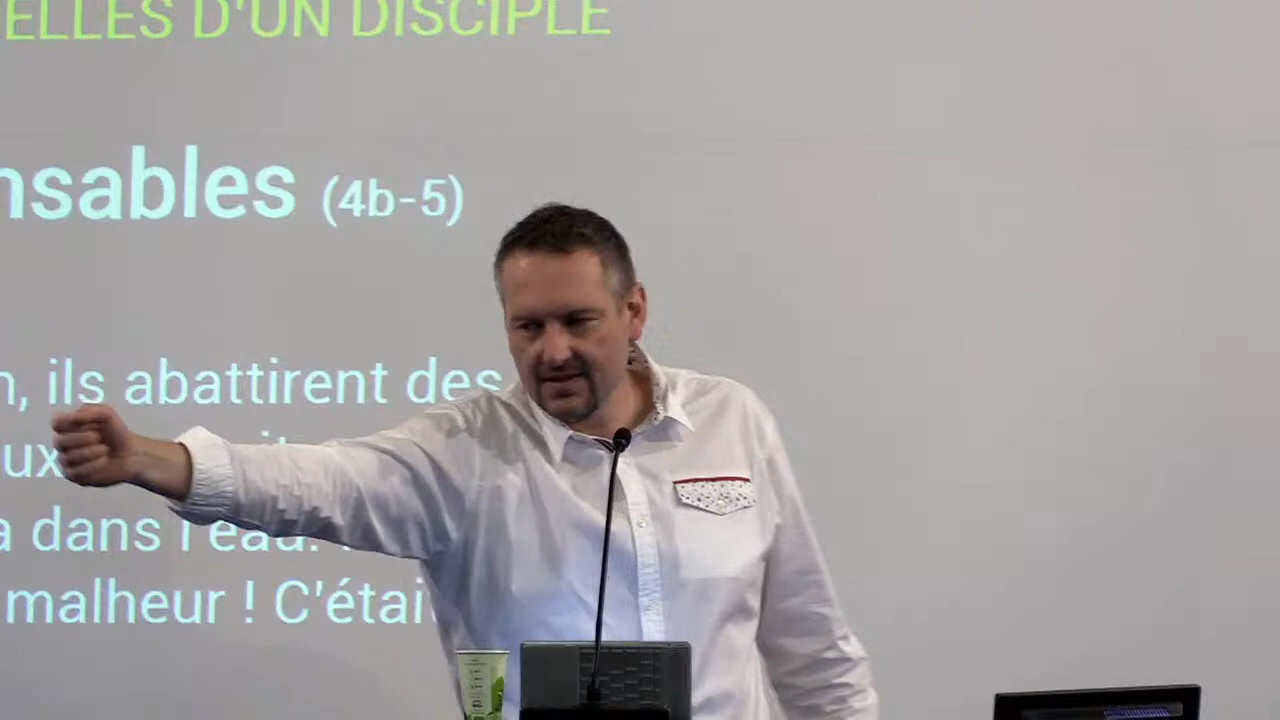 ELLES D'UN DISCIPLE
nsables (4b-5)
n, ils abattirent des
ux
a dans l'eau.
malheur ! C'étai